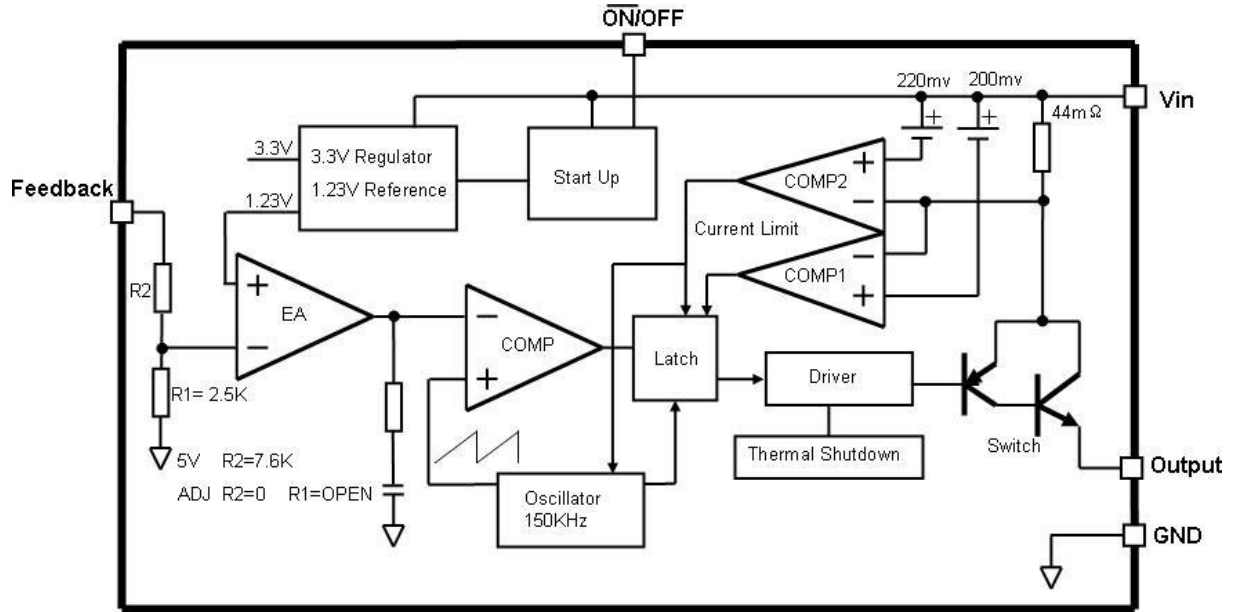 ON/OFF
220mv 200mv
Vin
44mΩ
3.3V
3.3V Regulator
1.23V Reference
Start Up
COMP2
Feedback
1.23V
Current Limit
COMP1
R2
EA
COMP
Latch
Driver
R1= 2.5K
Switch
Thermal Shutdown
5V R2=7.6K
Output
ADJ R2=0 R1=OPEN
Oscillator
150KHz
GND